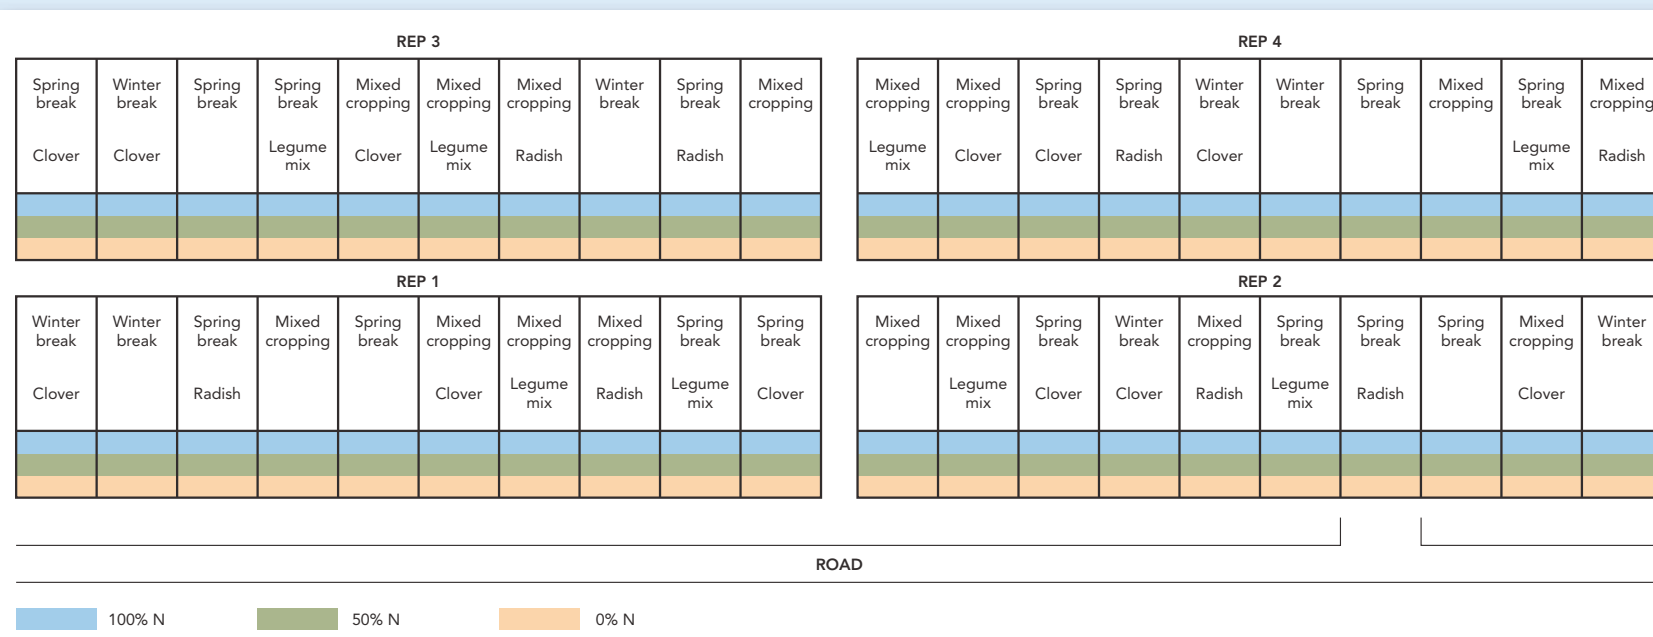 REP 3
Spring break
Clover
Winter break
Clover
Spring break
Spring break
Legume mix
Mixed cropping
Clover
Mixed cropping
Legume mix
Mixed cropping
Radish
Winter break
Spring break
Radish
Mixed cropping
REP 4
Mixed cropping
Legume mix
Mixed cropping
Clover
Spring break
Clover
Spring break
Radish
Winter break
Clover
Winter break
Spring break
Mixed cropping
Spring break
Legume mix
Mixed cropping
Radish
REP 1
Winter break
Clover
Winter break
Spring break
Radish
Mixed cropping
Spring break
Mixed cropping
Clover
Mixed cropping
Legume mix
Mixed cropping
Radish
Spring break
Legume mix
Spring break
Clover
REP 2
Mixed cropping
Mixed cropping
Legume mix
Spring break
Clover
Winter break
Clover
Mixed cropping
Radish
Spring break
Legume mix
Spring break
Radish
Spring break
Mixed cropping
Clover
Winter break
ROAD
100% N
50% N
0% N